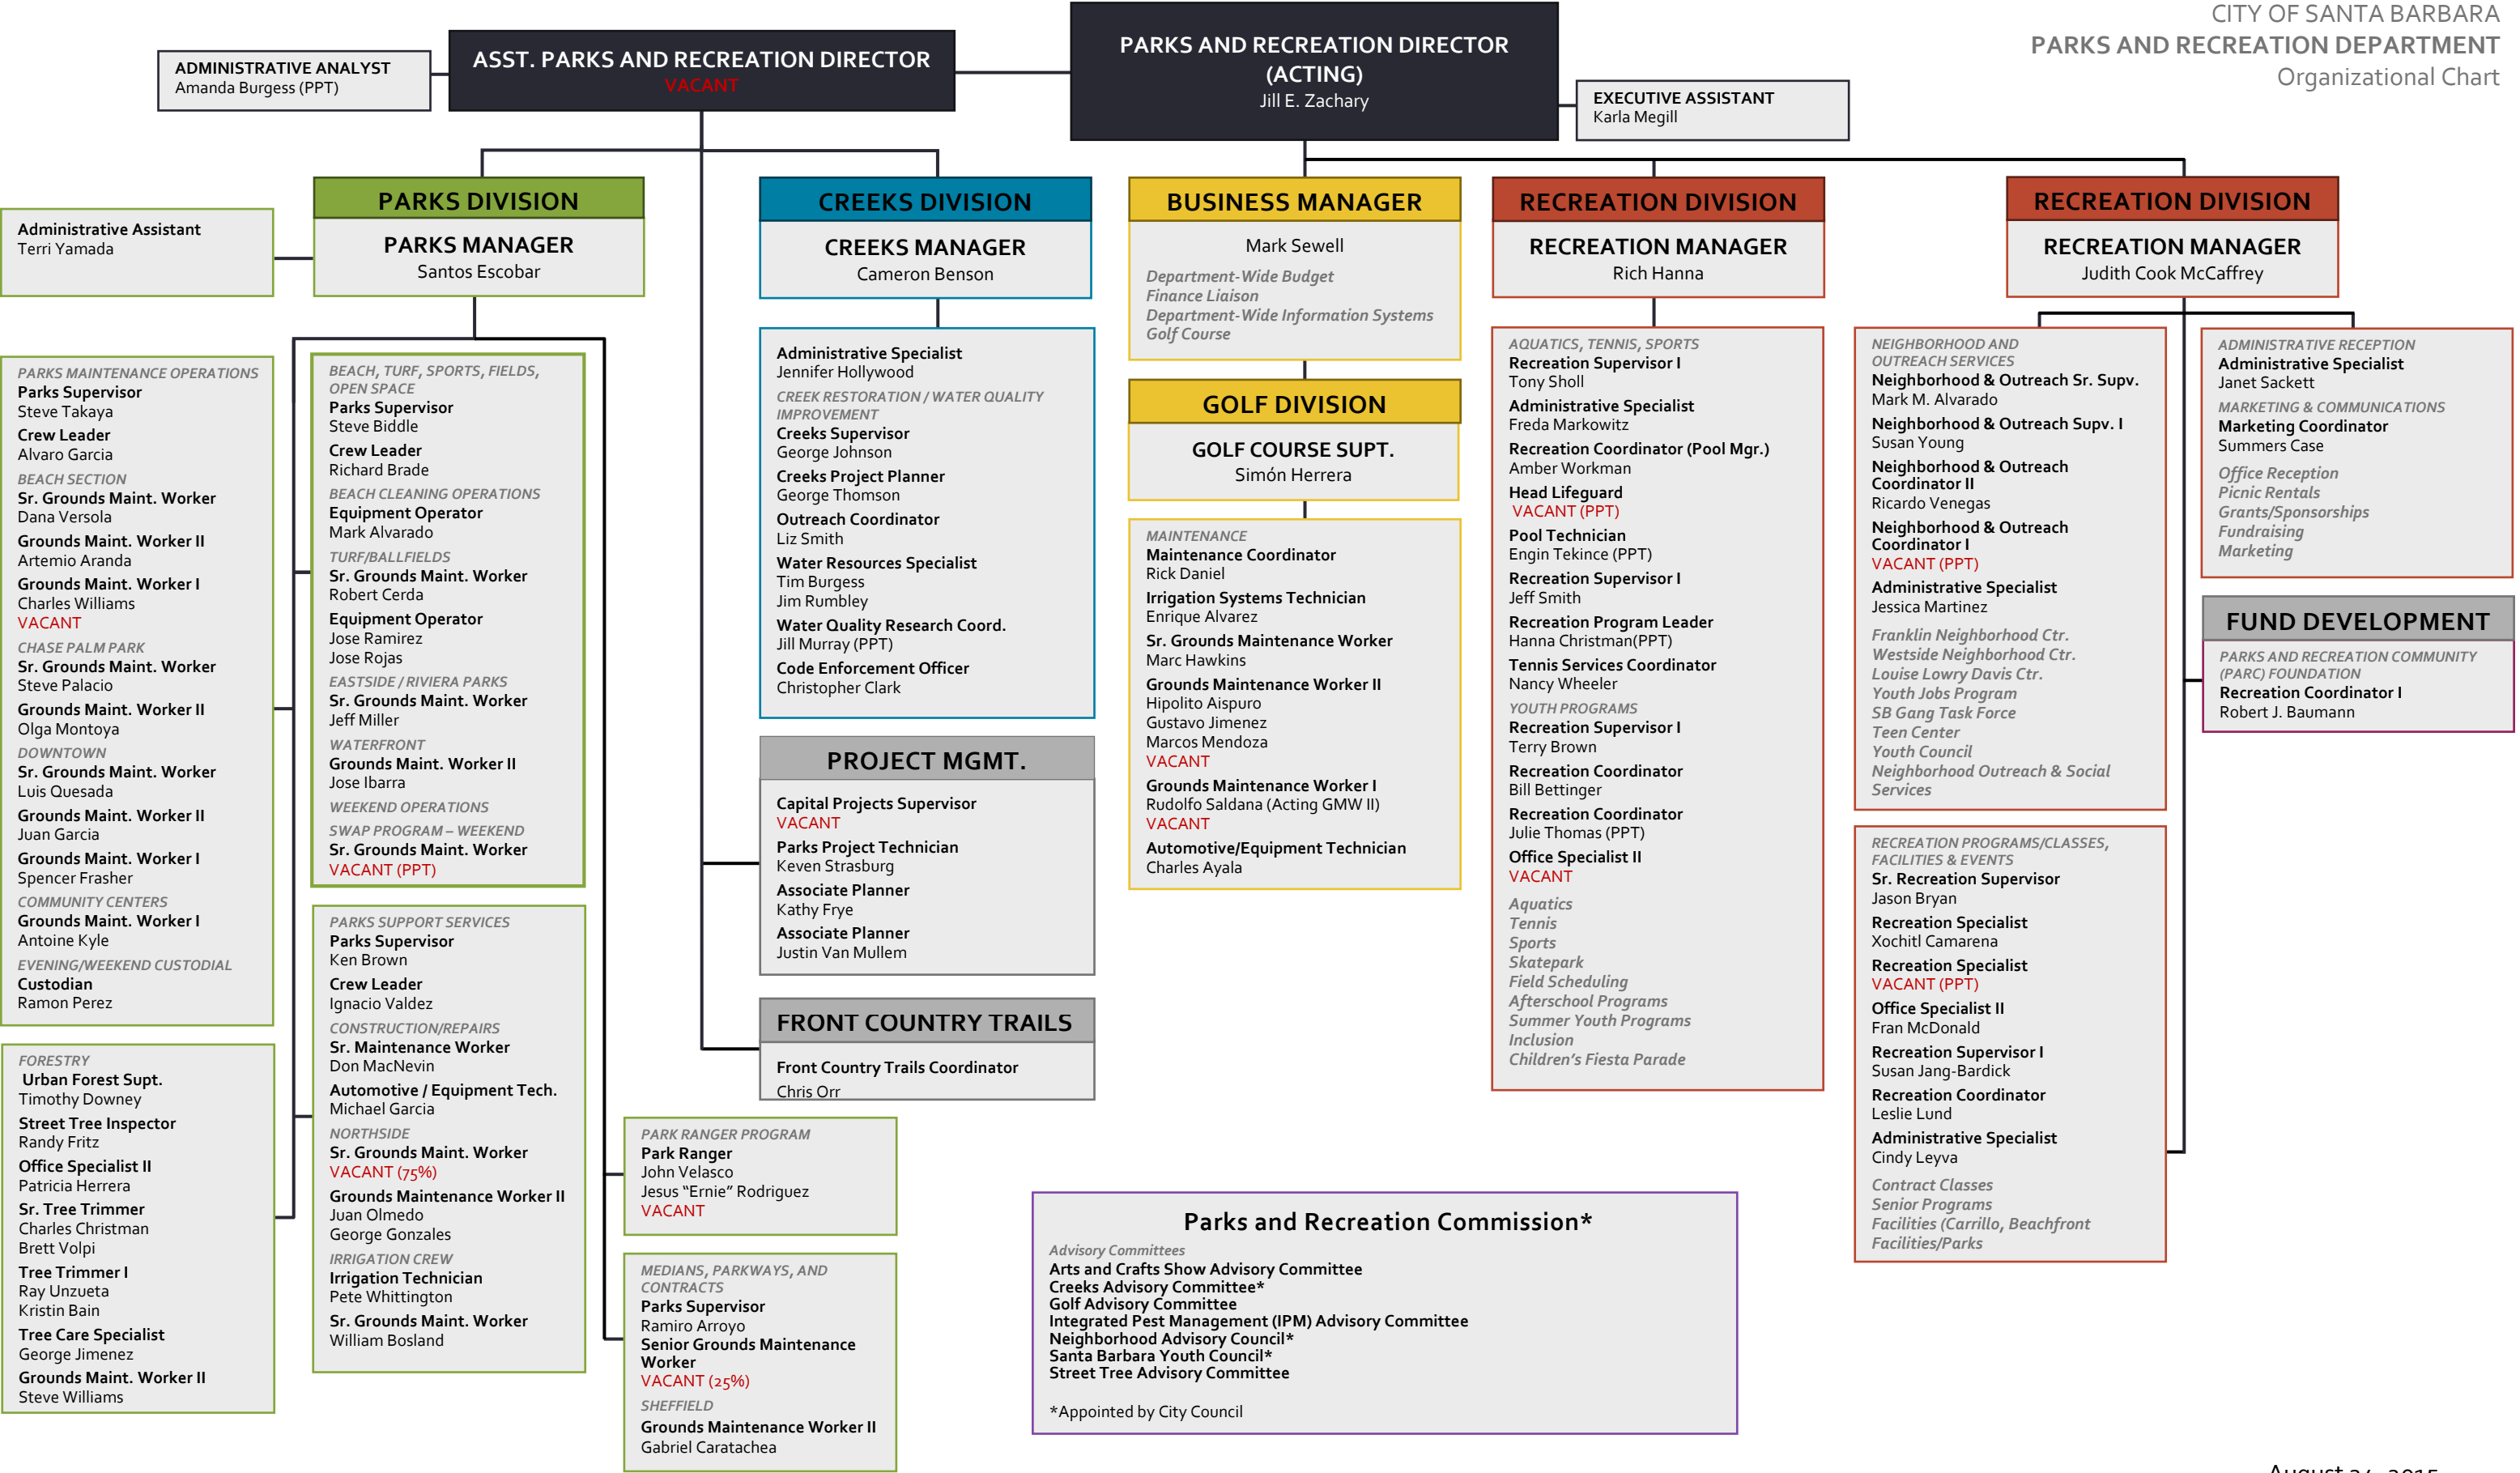 CITY OF SANTA BARBARA
PARKS AND RECREATION DEPARTMENT
Organizational Chart
PARKS AND RECREATION DIRECTOR
(ACTING)
Jill E. Zachary
ASST. PARKS AND RECREATION DIRECTOR
VACANT
ADMINISTRATIVE ANALYST
Amanda Burgess (PPT)
EXECUTIVE ASSISTANT
Karla Megill
Administrative Assistant
Terri Yamada
PARKS DIVISION
PARKS MANAGER
Santos Escobar
PARKS MAINTENANCE OPERATIONS
Parks Supervisor
Steve Takaya
Crew Leader
Alvaro Garcia
BEACH SECTION
Sr. Grounds Maint. Worker
Dana Versola
Grounds Maint. Worker II
Artemio Aranda
Grounds Maint. Worker I
Charles Williams
VACANT
CHASE PALM PARK
Sr. Grounds Maint. Worker
Steve Palacio
Grounds Maint. Worker II
Olga Montoya
DOWNTOWN
Sr. Grounds Maint. Worker
Luis Quesada
Grounds Maint. Worker II
Juan Garcia
Grounds Maint. Worker I
Spencer Frasher
COMMUNITY CENTERS
Grounds Maint. Worker I
Antoine Kyle
EVENING/WEEKEND CUSTODIAL
Custodian
Ramon Perez
FORESTRY
Urban Forest Supt.
Timothy Downey
Street Tree Inspector
Randy Fritz
Office Specialist II
Patricia Herrera
Sr. Tree Trimmer
Charles Christman
Brett Volpi
Tree Trimmer I
Ray Unzueta
Kristin Bain
Tree Care Specialist
George Jimenez
Grounds Maint. Worker II
Steve Williams
BEACH, TURF, SPORTS, FIELDS,
OPEN SPACE
Parks Supervisor
Steve Biddle
Crew Leader
Richard Brade
BEACH CLEANING OPERATIONS
Equipment Operator
Mark Alvarado
TURF/BALLFIELDS
Sr. Grounds Maint. Worker
Robert Cerda
Equipment Operator
Jose Ramirez
Jose Rojas
EASTSIDE / RIVIERA PARKS
Sr. Grounds Maint. Worker
Jeff Miller
WATERFRONT
Grounds Maint. Worker II
Jose Ibarra
WEEKEND OPERATIONS
SWAP PROGRAM – WEEKEND
Sr. Grounds Maint. Worker
VACANT (PPT)
PARKS SUPPORT SERVICES
Parks Supervisor
Ken Brown
Crew Leader
Ignacio Valdez
CONSTRUCTION/REPAIRS
Sr. Maintenance Worker
Don MacNevin
Automotive / Equipment Tech.
Michael Garcia
NORTHSIDE
Sr. Grounds Maint. Worker
VACANT (75%)
Grounds Maintenance Worker II
Juan Olmedo
George Gonzales
IRRIGATION CREW
Irrigation Technician
Pete Whittington
Sr. Grounds Maint. Worker
William Bosland
PARK RANGER PROGRAM
Park Ranger
John Velasco
Jesus “Ernie” Rodriguez
VACANT
MEDIANS, PARKWAYS, AND
CONTRACTS
Parks Supervisor
Ramiro Arroyo
Senior Grounds Maintenance
Worker
VACANT (25%)
SHEFFIELD
Grounds Maintenance Worker II
Gabriel Caratachea
CREEKS DIVISION
CREEKS MANAGER
Cameron Benson
Administrative Specialist
Jennifer Hollywood
CREEK RESTORATION / WATER QUALITY
IMPROVEMENT
Creeks Supervisor
George Johnson
Creeks Project Planner
George Thomson
Outreach Coordinator
Liz Smith
Water Resources Specialist
Tim Burgess
Jim Rumbley
Water Quality Research Coord.
Jill Murray (PPT)
Code Enforcement Officer
Christopher Clark
PROJECT MGMT.
Capital Projects Supervisor
VACANT
Parks Project Technician
Keven Strasburg
Associate Planner
Kathy Frye
Associate Planner
Justin Van Mullem
FRONT COUNTRY TRAILS
Front Country Trails Coordinator
Chris Orr
BUSINESS MANAGER
Mark Sewell
Department-Wide Budget
Finance Liaison
Department-Wide Information Systems
Golf Course
GOLF DIVISION
GOLF COURSE SUPT.
Simón Herrera
MAINTENANCE
Maintenance Coordinator
Rick Daniel
Irrigation Systems Technician
Enrique Alvarez
Sr. Grounds Maintenance Worker
Marc Hawkins
Grounds Maintenance Worker II
Hipolito Aispuro
Gustavo Jimenez
Marcos Mendoza
VACANT
Grounds Maintenance Worker I
Rudolfo Saldana (Acting GMW II)
VACANT
Automotive/Equipment Technician
Charles Ayala
RECREATION DIVISION
RECREATION MANAGER
Rich Hanna
AQUATICS, TENNIS, SPORTS
Recreation Supervisor I
Tony Sholl
Administrative Specialist
Freda Markowitz
Recreation Coordinator (Pool Mgr.)
Amber Workman
Head Lifeguard
VACANT (PPT)
Pool Technician
Engin Tekince (PPT)
Recreation Supervisor I
Jeff Smith
Recreation Program Leader
Hanna Christman(PPT)
Tennis Services Coordinator
Nancy Wheeler
YOUTH PROGRAMS
Recreation Supervisor I
Terry Brown
Recreation Coordinator
Bill Bettinger
Recreation Coordinator
Julie Thomas (PPT)
Office Specialist II
VACANT
Aquatics
Tennis
Sports
Skatepark
Field Scheduling
Afterschool Programs
Summer Youth Programs
Inclusion
Children’s Fiesta Parade
RECREATION DIVISION
RECREATION MANAGER
Judith Cook McCaffrey
NEIGHBORHOOD AND
OUTREACH SERVICES
Neighborhood & Outreach Sr. Supv.
Mark M. Alvarado
Neighborhood & Outreach Supv. I
Susan Young
Neighborhood & Outreach
Coordinator II
Ricardo Venegas
Neighborhood & Outreach
Coordinator I
VACANT (PPT)
Administrative Specialist
Jessica Martinez
Franklin Neighborhood Ctr.
Westside Neighborhood Ctr.
Louise Lowry Davis Ctr.
Youth Jobs Program
SB Gang Task Force
Teen Center
Youth Council
Neighborhood Outreach & Social
Services
RECREATION PROGRAMS/CLASSES,
FACILITIES & EVENTS
Sr. Recreation Supervisor
Jason Bryan
Recreation Specialist
Xochitl Camarena
Recreation Specialist
VACANT (PPT)
Office Specialist II
Fran McDonald
Recreation Supervisor I
Susan Jang-Bardick
Recreation Coordinator
Leslie Lund
Administrative Specialist
Cindy Leyva
Contract Classes
Senior Programs
Facilities (Carrillo, Beachfront
Facilities/Parks
ADMINISTRATIVE RECEPTION
Administrative Specialist
Janet Sackett
MARKETING & COMMUNICATIONS
Marketing Coordinator
Summers Case
Office Reception
Picnic Rentals
Grants/Sponsorships
Fundraising
Marketing
FUND DEVELOPMENT
PARKS AND RECREATION COMMUNITY
(PARC) FOUNDATION
Recreation Coordinator I
Robert J. Baumann
Parks and Recreation Commission*
Advisory Committees
Arts and Crafts Show Advisory Committee
Creeks Advisory Committee*
Golf Advisory Committee
Integrated Pest Management (IPM) Advisory Committee
Neighborhood Advisory Council*
Santa Barbara Youth Council*
Street Tree Advisory Committee
*Appointed by City Council
August